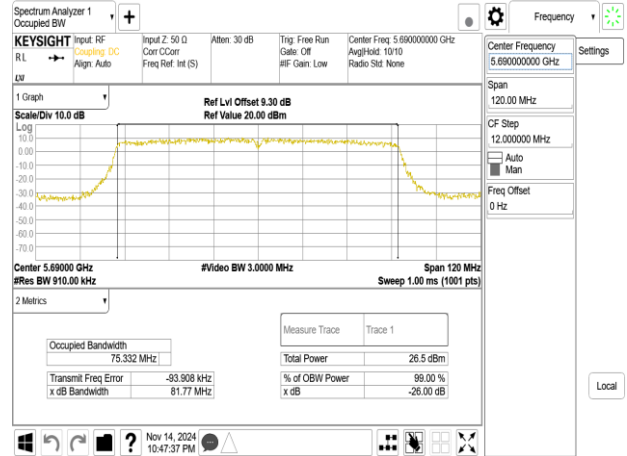 Spectrum Analyzer 1
Occupied BW
Frequency
KEYSIGHT
R L
Input: RF
Coupling: DC
Align: Auto
Input Z: 50 Ω
Corr CCorr
Freq Ref: Int (S)
Atten: 30 dB
Trig: Free Run
Gate: Off
#IF Gain: Low
Center Freq: 5.690000000 GHz
Avg|Hold: 10/10
Radio Std: None
Center Frequency
5.690000000 GHz
Settings
Span
120.00 MHz
CF Step
12.000000 MHz
Auto
Man
Freq Offset
0 Hz
Local
1 Graph
Scale/Div 10.0 dB
Ref Lvl Offset 9.30 dB
Ref Value 20.00 dBm
Log
10.0
0.00
-10.0
-20.0
-30.0
-40.0
-50.0
-60.0
-70.0
Center 5.69000 GHz
#Res BW 910.00 kHz
#Video BW 3.0000 MHz
Span 120 MHz
Sweep 1.00 ms (1001 pts)
2 Metrics
Measure Trace
Trace 1
Occupied Bandwidth
75.332 MHz
Total Power
26.5 dBm
Transmit Freq Error
-93.908 kHz
% of OBW Power
99.00 %
x dB Bandwidth
81.77 MHz
x dB
-26.00 dB
Nov 14, 2024
10:47:37 PM